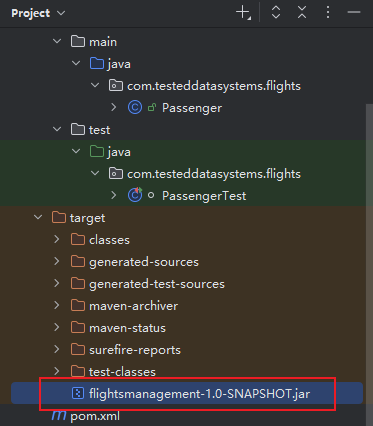 Project
main
java
com.testeddatasystems.flights
Passenger
test
java
com.testeddatasystems.flights
PassengerTest
target
classes
generated-sources
generated-test-sources
maven-archiver
maven-status
surefire-reports
test-classes
flightsmanagement-1.0-SNAPSHOT.jar
pom.xml